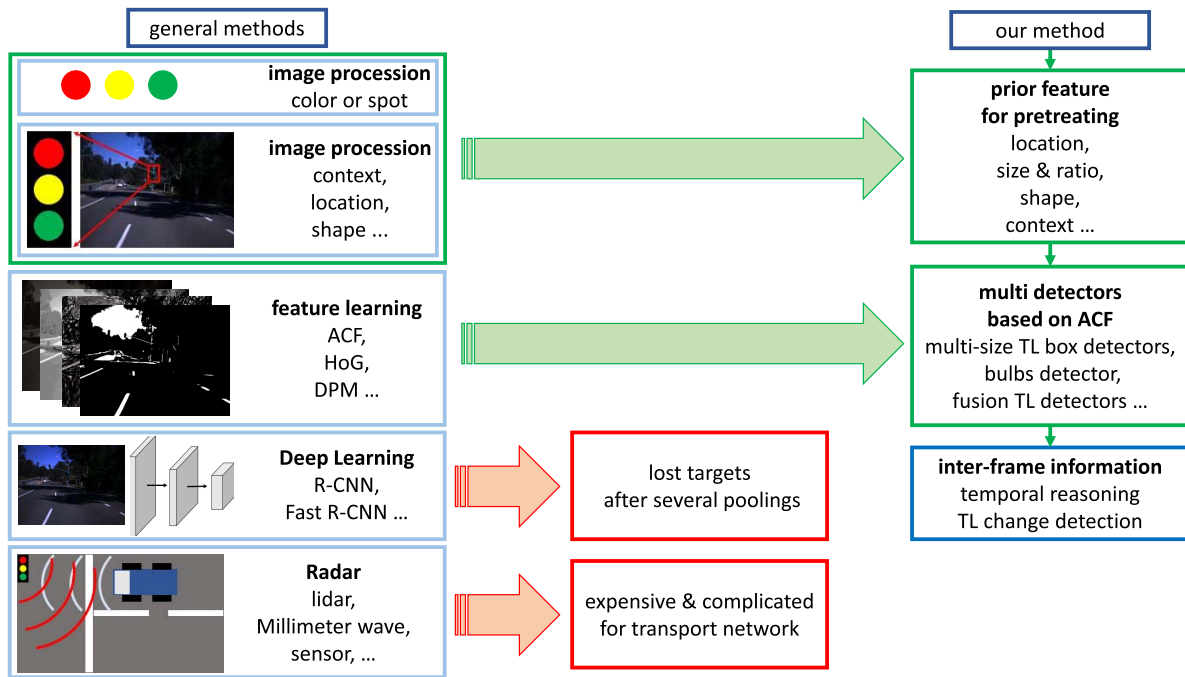 general methods
image procession
color or spot
image procession
context,
location,
shape ...
feature learning
ACF,
HoG,
DPM ...
Deep Learning
R-CNN,
Fast R-CNN ...
Radar
lidar,
Millimeter wave,
sensor, ...
lost targets
after several poolings
expensive & complicated
for transport network
our method
prior feature
for pretreating
location,
size & ratio,
shape,
context ...
multi detectors
based on ACF
multi-size TL box detectors,
bulbs detector,
fusion TL detectors ...
inter-frame information
temporal reasoning
TL change detection